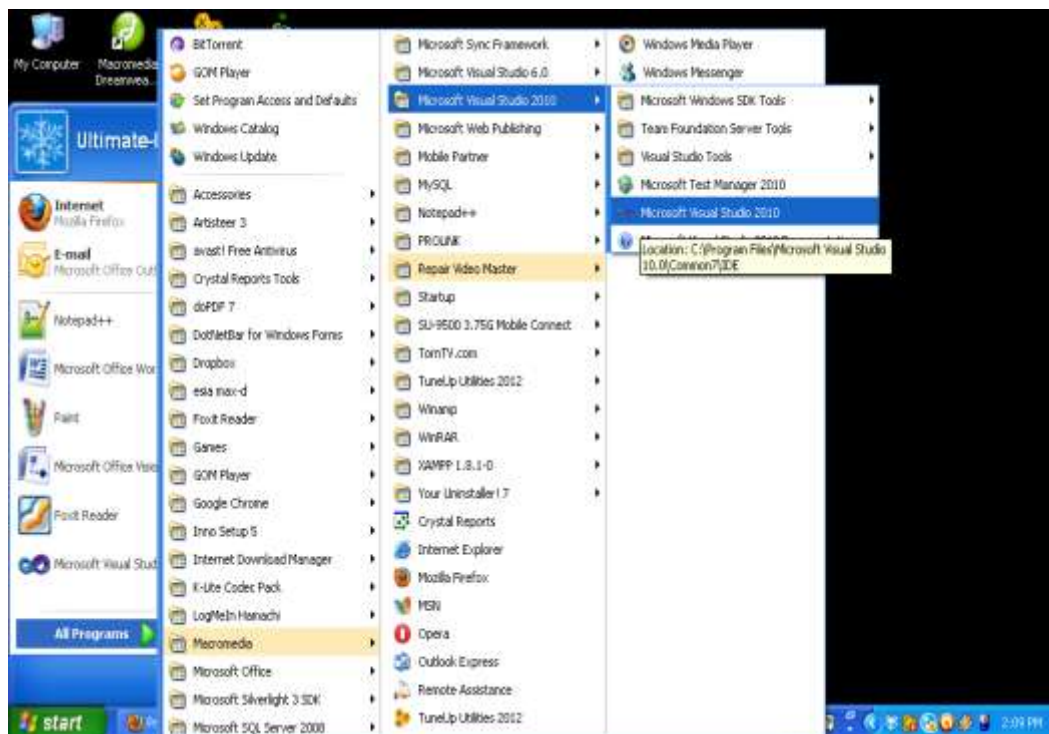 My Computer
Macromedia
Dreamwea...
Ultimate-
Internet
Mozilla Firefox
E-mail
Microsoft Office Outl
Notepad++
Microsoft Office Wor
Paint
Microsoft Office Visio
Foxit Reader
Microsoft Visual Stud
All Programs
start
BitTorrent
GOM Player
Set Program Access and Defaults
Windows Catalog
Windows Update
Accessories
Artisteer 3
avast! Free Antivirus
Crystal Reports Tools
doPDF 7
DotNetBar for Windows Forms
Dropbox
esia max-d
Foxit Reader
Games
GOM Player
Google Chrome
Inno Setup 5
Internet Download Manager
K-Lite Codec Pack
LogMeIn Hamachi
Macromedia
Microsoft Office
Microsoft Silverlight 3 SDK
Microsoft SQL Server 2008
Microsoft Sync Framework
Microsoft Visual Studio 6.0
Microsoft Visual Studio 2010
Microsoft Web Publishing
Mobile Partner
MySQL
Notepad++
PROLiNK
Repair Video Master
Startup
SU-9500 3.75G Mobile Connect
TornTV.com
TuneUp Utilities 2012
Winamp
WinRAR
XAMPP 1.8.1-0
Your Uninstaller! 7
Crystal Reports
Internet Explorer
Mozilla Firefox
MSN
Opera
Outlook Express
Remote Assistance
TuneUp Utilities 2012
Windows Media Player
Windows Messenger
Microsoft Windows SDK Tools
Team Foundation Server Tools
Visual Studio Tools
Microsoft Test Manager 2010
Microsoft Visual Studio 2010
Location: C:\Program Files\Microsoft Visual Studio
10.0\Common7\IDE
2:09 PM